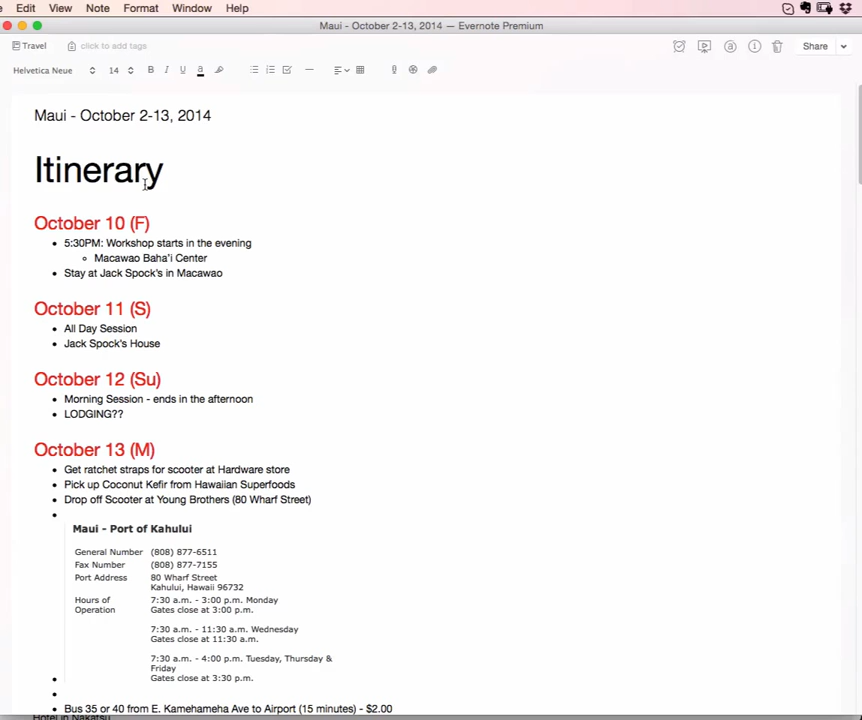 Edit View Note Format Window Help
Maui - October 2-13, 2014 — Evernote Premium
Travel click to add tags Share
Helvetica Neue 14 B I U a
Maui - October 2-13, 2014
Itinerary
October 10 (F)
5:30PM: Workshop starts in the evening
Macawao Baha'i Center
Stay at Jack Spock's in Macawao
October 11 (S)
All Day Session
Jack Spock's House
October 12 (Su)
Morning Session - ends in the afternoon
LODGING??
October 13 (M)
Get ratchet straps for scooter at Hardware store
Pick up Coconut Kefir from Hawaiian Superfoods
Drop off Scooter at Young Brothers (80 Wharf Street)
Maui - Port of Kahului
General Number (808) 877-6511
Fax Number (808) 877-7155
Port Address 80 Wharf Street
Kahului, Hawaii 96732
Hours of 7:30 a.m. - 3:00 p.m. Monday
Operation Gates close at 3:00 p.m.
7:30 a.m. - 11:30 a.m. Wednesday
Gates close at 11:30 a.m.
7:30 a.m. - 4:00 p.m. Tuesday, Thursday &
Friday
Gates close at 3:30 p.m.
Bus 35 or 40 from E. Kamehameha Ave to Airport (15 minutes) - $2.00
Hotel in Nakatsu